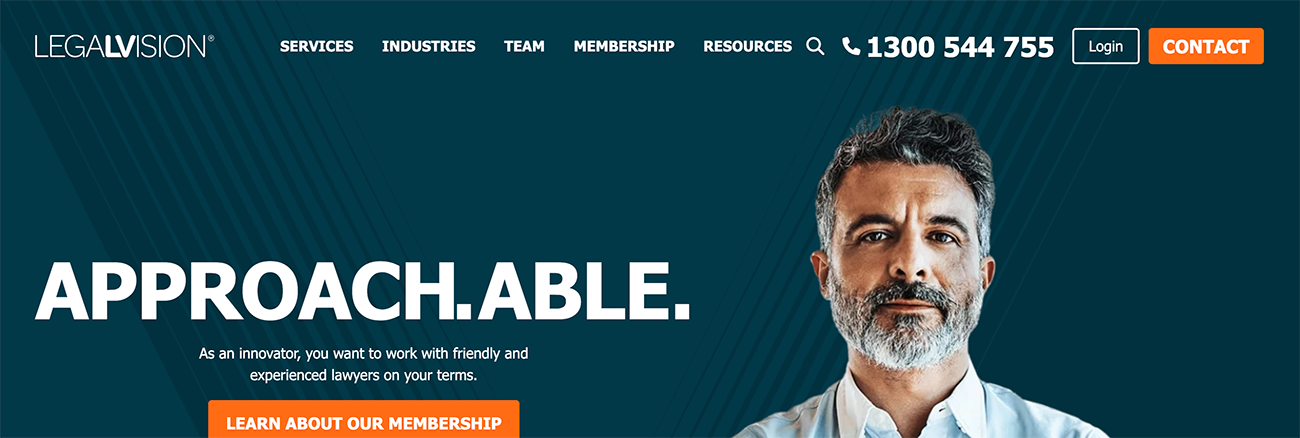 LEGALVISION®
SERVICES INDUSTRIES TEAM MEMBERSHIP RESOURCES 1300 544 755 Login CONTACT
APPROACH.ABLE.
As an innovator, you want to work with friendly and
experienced lawyers on your terms.
LEARN ABOUT OUR MEMBERSHIP